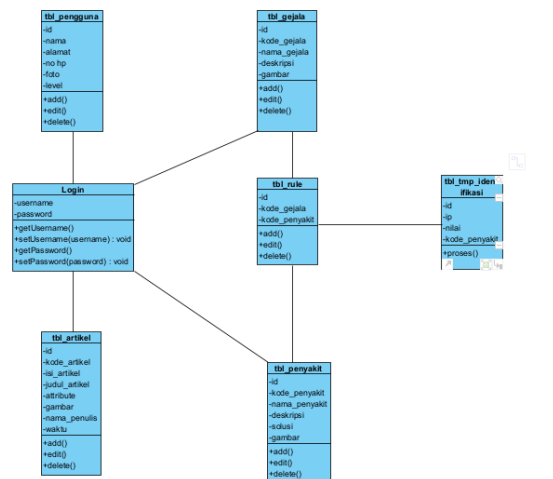 tbl_pengguna
-id
-nama
-alamat
-no hp
-foto
-level
+add()
+edit()
+delete()
tbl_gejala
-id
-kode_gejala
-nama_gejala
-deskripsi
-gambar
+add()
+edit()
+delete()
Login
-username
-password
+getUsername()
+setUsername(username) : void
+getPassword()
+setPassword(password) : void
tbl_rule
-id
-kode_gejala
-kode_penyakit
+add()
+edit()
+delete()
tbl_tmp_iden
ifikasi
-id
-ip
-nilai
-kode_penyakit
+proses()
tbl_artikel
-id
-kode_artikel
-isi_artikel
-judul_artikel
-attribute
-gambar
-nama_penulis
-waktu
+add()
+edit()
+delete()
tbl_penyakit
-id
-kode_penyakit
-nama_penyakit
-deskripsi
-solusi
-gambar
+add()
+edit()
+delete()